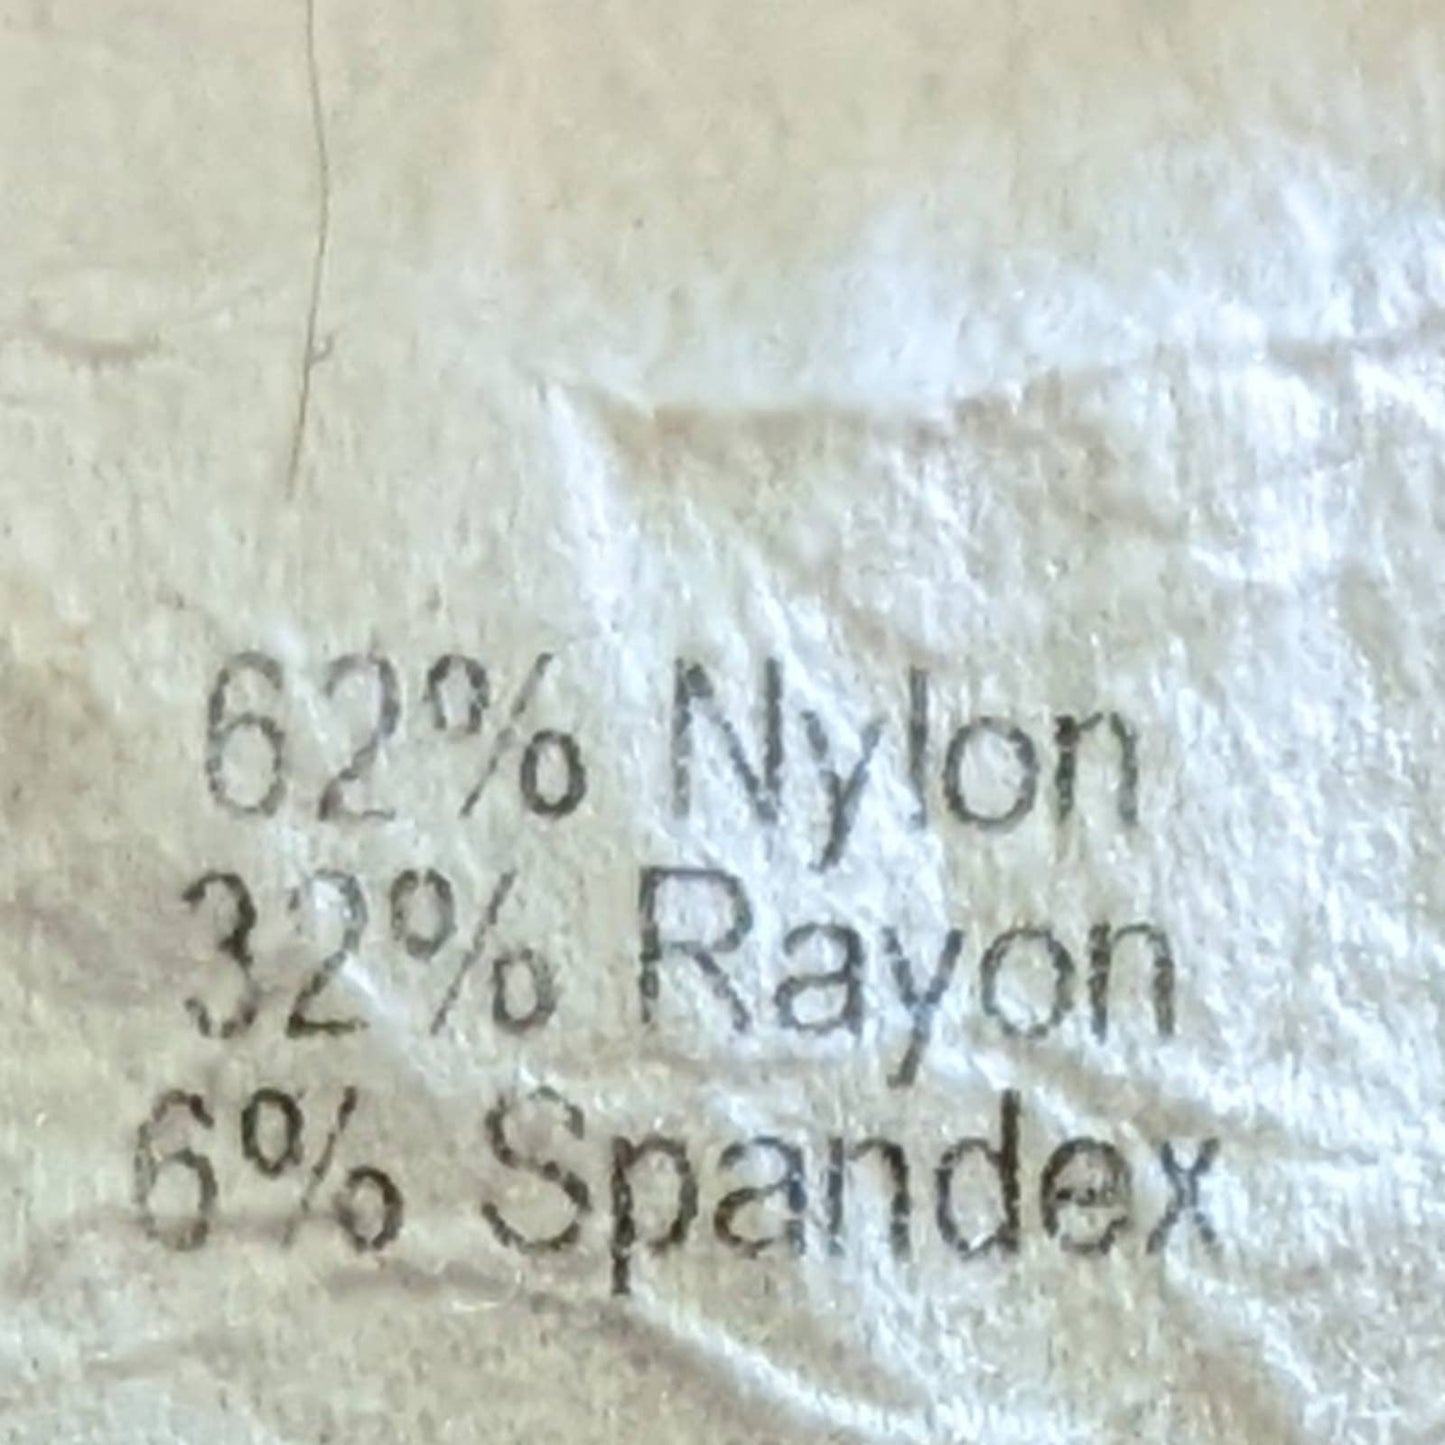 62% Nylon
32% Rayon
6% Spandex